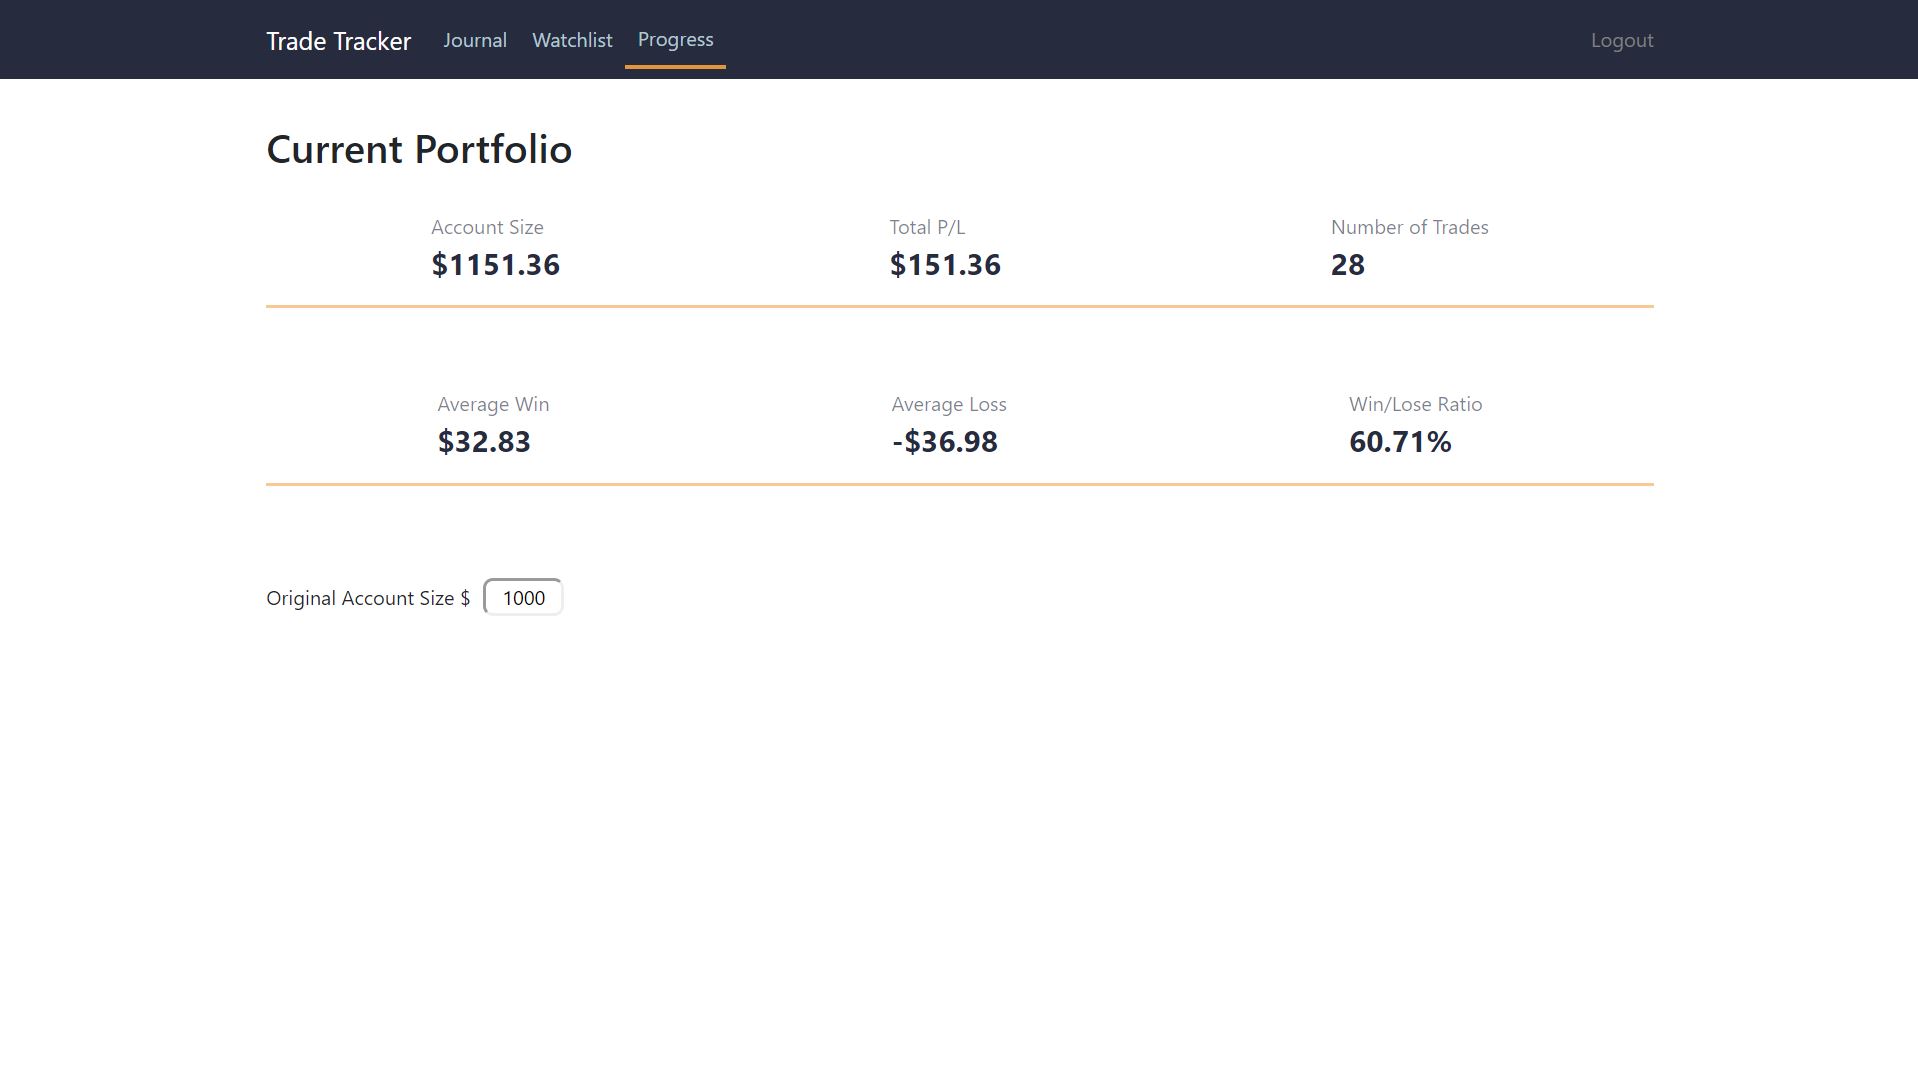 Trade Tracker Journal Watchlist Progress Logout
Current Portfolio
Account Size Total P/L Number of Trades
$1151.36 $151.36 28
Average Win Average Loss Win/Lose Ratio
$32.83 -$36.98 60.71%
Original Account Size $ 1000